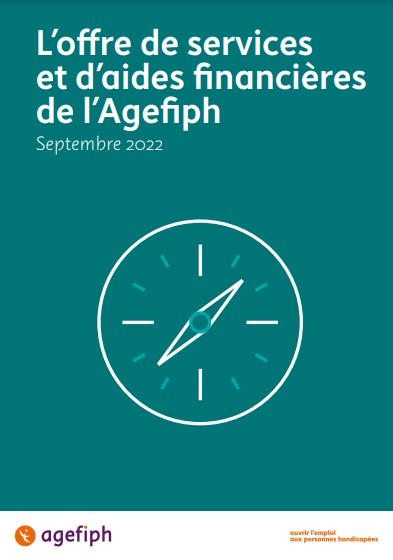 L'offre de services
et d'aides financières
de l'Agefiph
Septembre 2022
agefiph
ouvrir l'emploi
aux personnes handicapées